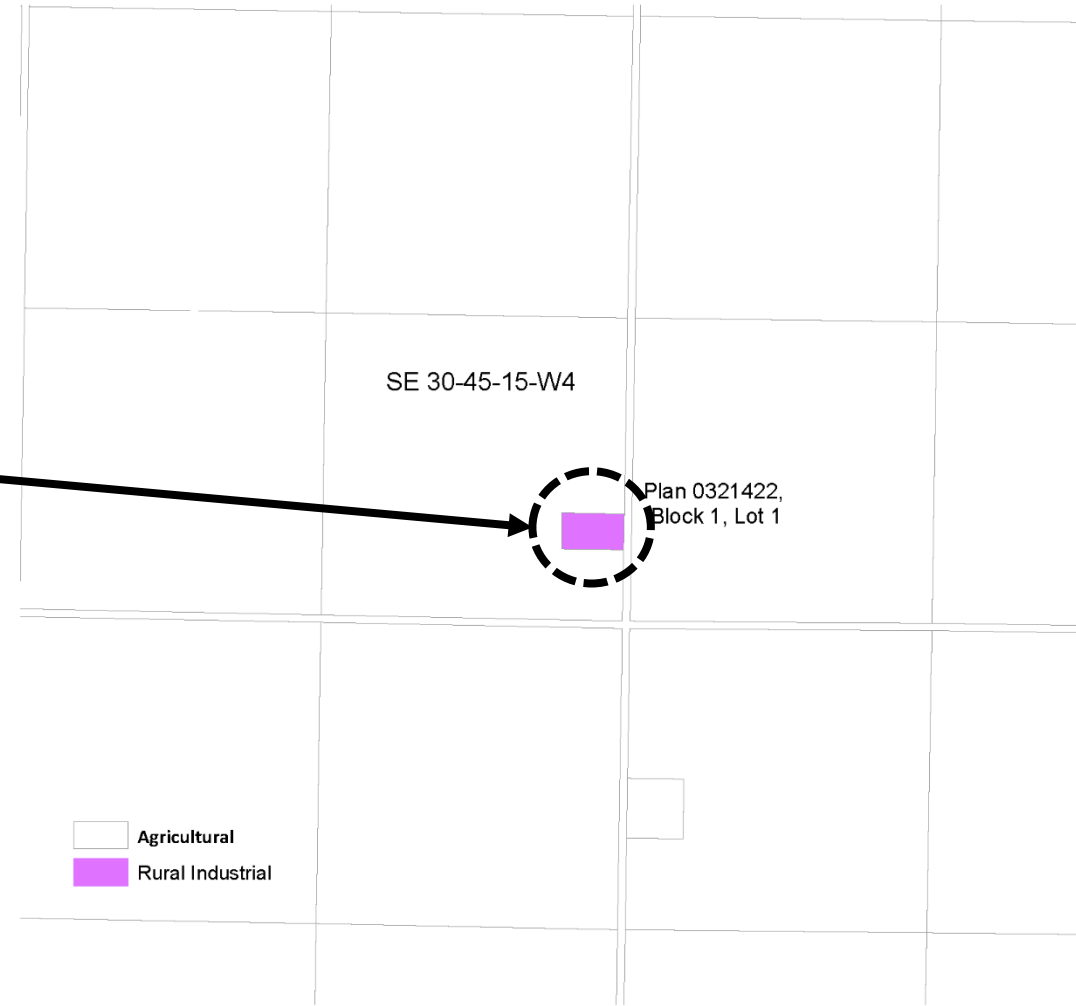 SE 30-45-15-W4
Plan 0321422,
Block 1, Lot 1
Agricultural
Rural Industrial